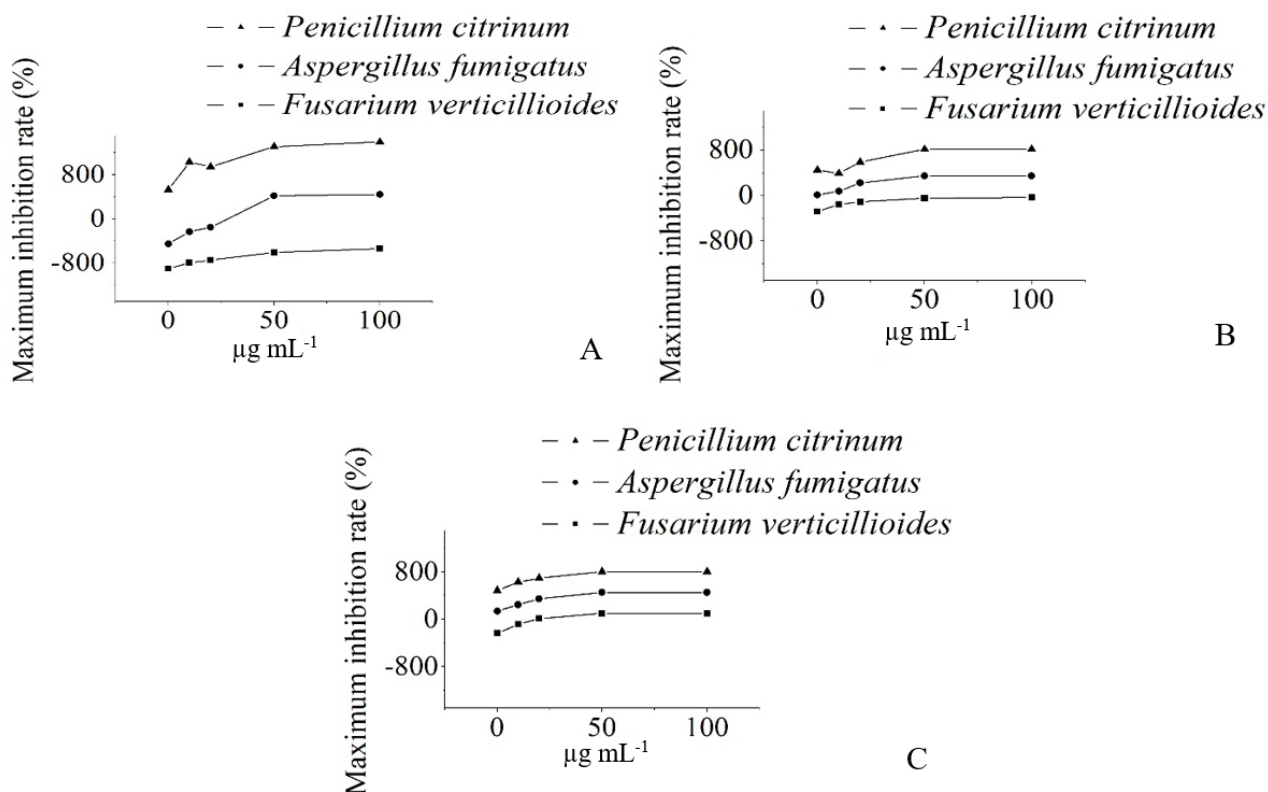 Penicillium citrinum
Aspergillus fumigatus
Fusarium verticillioides
Maximum inhibition rate (%)
800
0
-800
0 50 100
µg mL-1
A
Penicillium citrinum
Aspergillus fumigatus
Fusarium verticillioides
Maximum inhibition rate (%)
800
0
-800
0 50 100
µg mL-1
B
Penicillium citrinum
Aspergillus fumigatus
Fusarium verticillioides
Maximum inhibition rate (%)
800
0
-800
0 50 100
µg mL-1
C